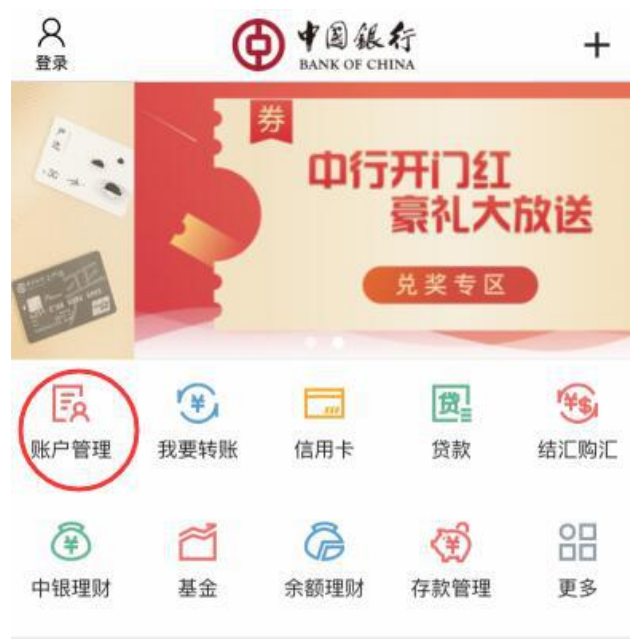 登录
中国银行
BANK OF CHINA
券
中行开门红
豪礼大放送
兑奖专区
账户管理
我要转账
信用卡
贷款
结汇购汇
中银理财
基金
余额理财
存款管理
更多